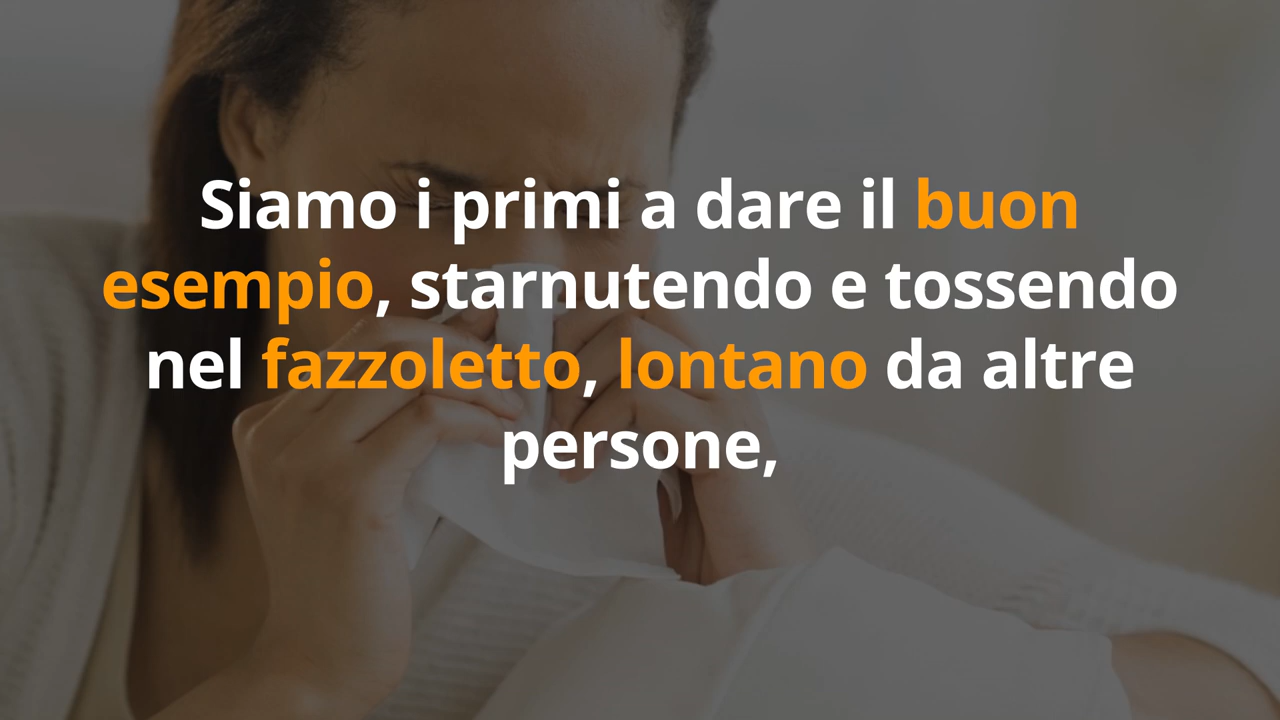 Siamo i primi a dare il buon
esempio, starnutendo e tossendo
nel fazzoletto, lontano da altre
persone,